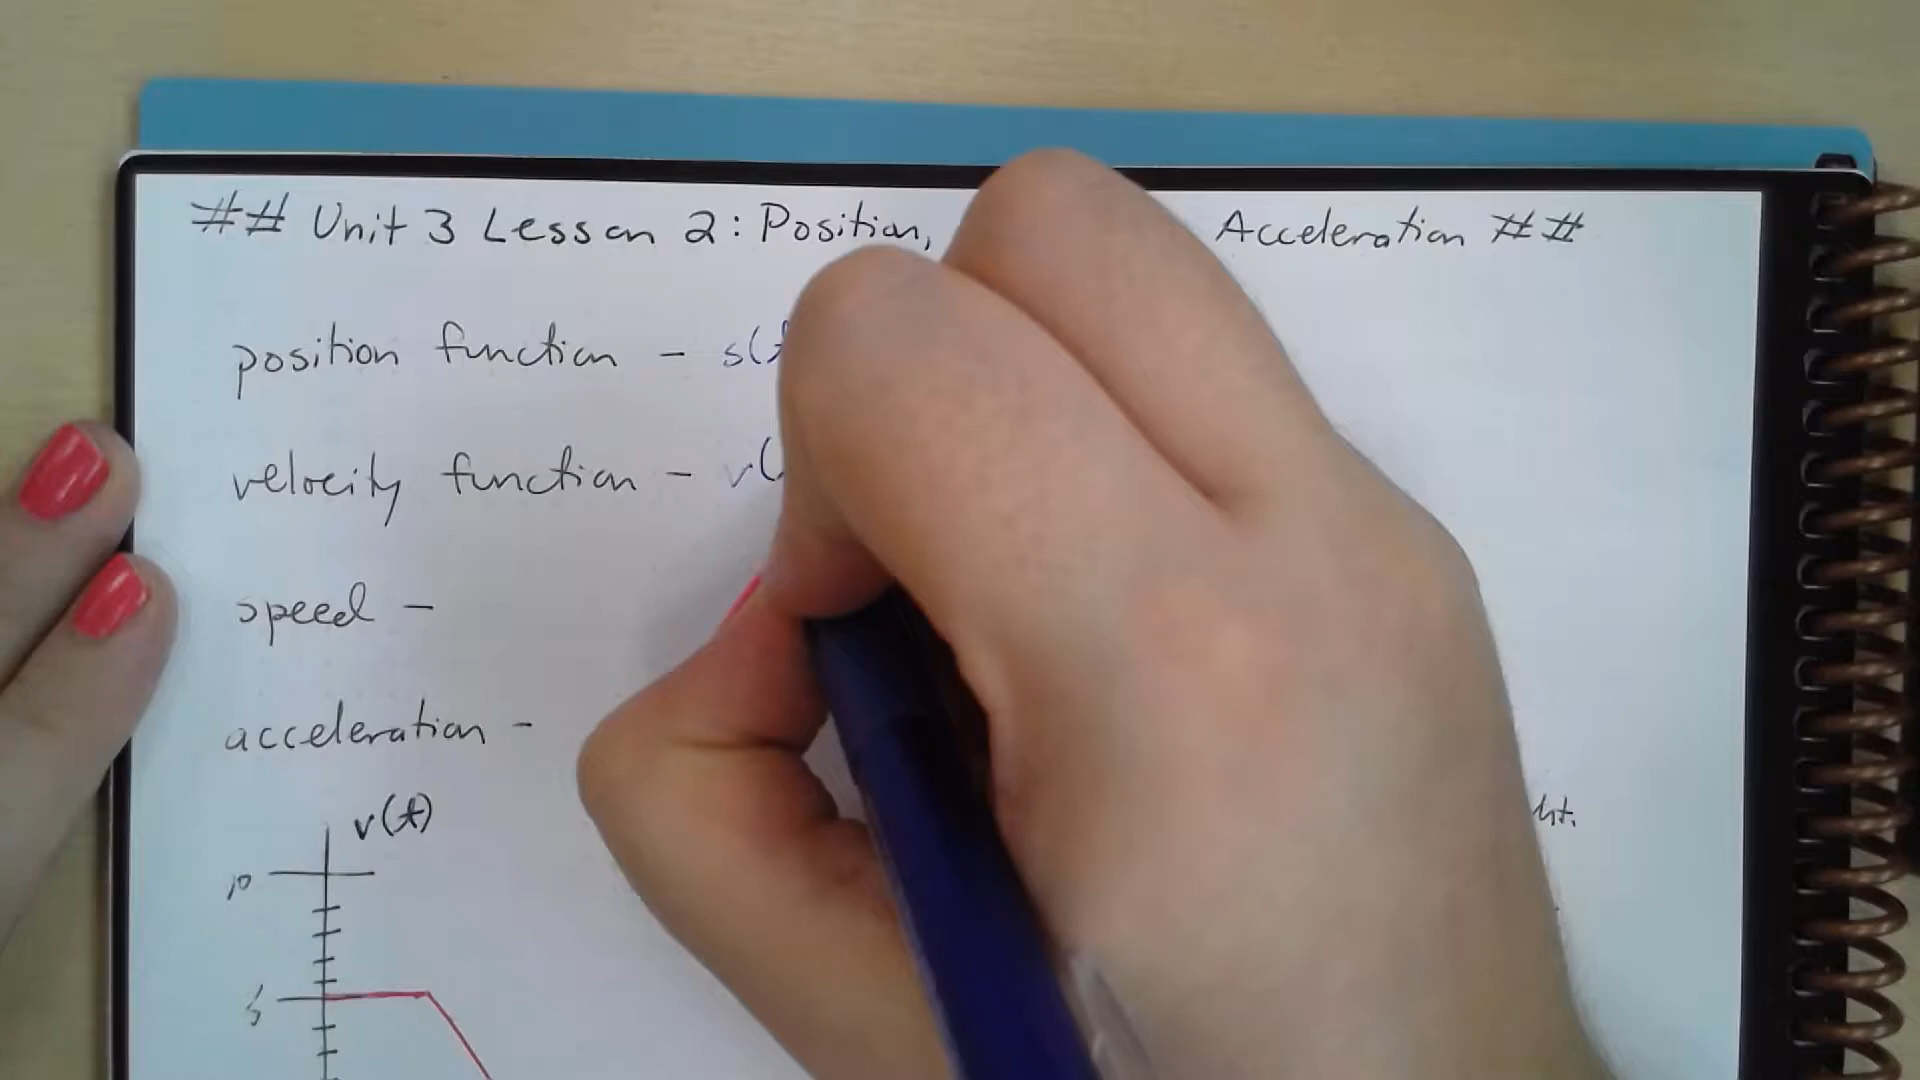 ## Unit 3 Lesson 2: Position, Acceleration ##
position function - s(t
velocity function - v(
speed -
acceleration -
v(t)
10
5